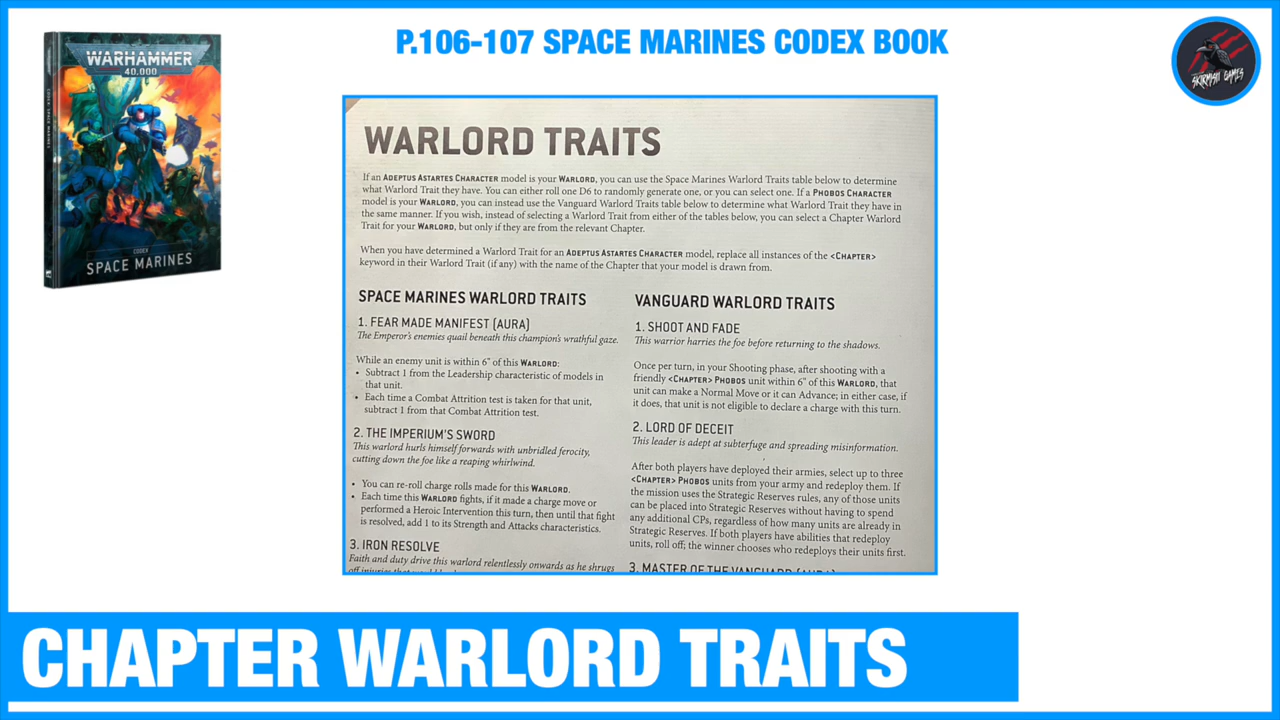 P.106-107 SPACE MARINES CODEX BOOK
WARHAMMER
40,000
CODEX
SPACE MARINES
SKIRMISH GAMES
WARLORD TRAITS
If an ADEPTUS ASTARTES CHARACTER model is your WARLORD, you can use the Space Marines Warlord Traits table below to determine
what Warlord Trait they have. You can either roll one D6 to randomly generate one, or you can select one. If a PHOBOS CHARACTER
model is your WARLORD, you can instead use the Vanguard Warlord Traits table below to determine what Warlord Trait they have in
the same manner. If you wish, instead of selecting a Warlord Trait from either of the tables below, you can select a Chapter Warlord
Trait for your WARLORD, but only if they are from the relevant Chapter.
When you have determined a Warlord Trait for an ADEPTUS ASTARTES CHARACTER model, replace all instances of the <CHAPTER>
keyword in their Warlord Trait (if any) with the name of the Chapter that your model is drawn from.
SPACE MARINES WARLORD TRAITS
1. FEAR MADE MANIFEST (AURA)
The Emperor's enemies quail beneath this champion's wrathful gaze.
While an enemy unit is within 6" of this WARLORD:
• Subtract 1 from the Leadership characteristic of models in
that unit.
• Each time a Combat Attrition test is taken for that unit,
subtract 1 from that Combat Attrition test.
2. THE IMPERIUM'S SWORD
This warlord hurls himself forwards with unbridled ferocity,
cutting down the foe like a reaping whirlwind.
• You can re-roll charge rolls made for this WARLORD.
• Each time this WARLORD fights, if it made a charge move or
performed a Heroic Intervention this turn, then until that fight
is resolved, add 1 to its Strength and Attacks characteristics.
3. IRON RESOLVE
Faith and duty drive this warlord relentlessly onwards as he shrugs
off injuries that would
VANGUARD WARLORD TRAITS
1. SHOOT AND FADE
This warrior harries the foe before returning to the shadows.
Once per turn, in your Shooting phase, after shooting with a
friendly <CHAPTER> PHOBOS unit within 6" of this WARLORD, that
unit can make a Normal Move or it can Advance; in either case, if
it does, that unit is not eligible to declare a charge with this turn.
2. LORD OF DECEIT
This leader is adept at subterfuge and spreading misinformation.
After both players have deployed their armies, select up to three
<CHAPTER> PHOBOS units from your army and redeploy them. If
the mission uses the Strategic Reserves rules, any of those units
can be placed into Strategic Reserves without having to spend
any additional CPs, regardless of how many units are already in
Strategic Reserves. If both players have abilities that redeploy
units, roll off; the winner chooses who redeploys their units first.
3. MASTER OF THE VANGUARD (AURA)
CHAPTER WARLORD TRAITS